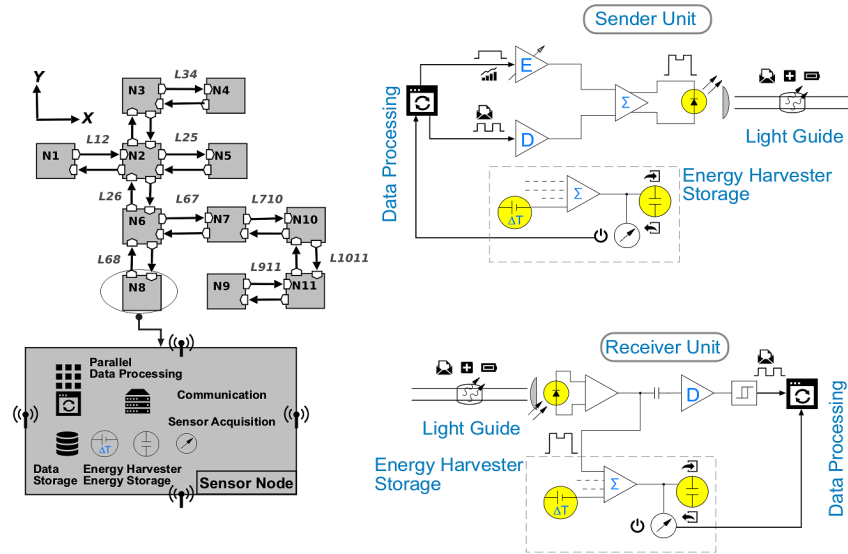 Y
X
N3
L34
N4
N1
L12
N2
L25
N5
L26
N6
L67
N7
L710
N10
L68
N8
N9
L911
N11
L1011
Parallel
Data Processing
Communication
Sensor Acquisition
ΔT
Data
Storage
Energy Harvester
Energy Storage
Sensor Node
Sender Unit
Data Processing
E
D
Σ
Light Guide
Σ
ΔT
Energy Harvester
Storage
Receiver Unit
Light Guide
D
Data Processing
Energy Harvester
Storage
Σ
ΔT